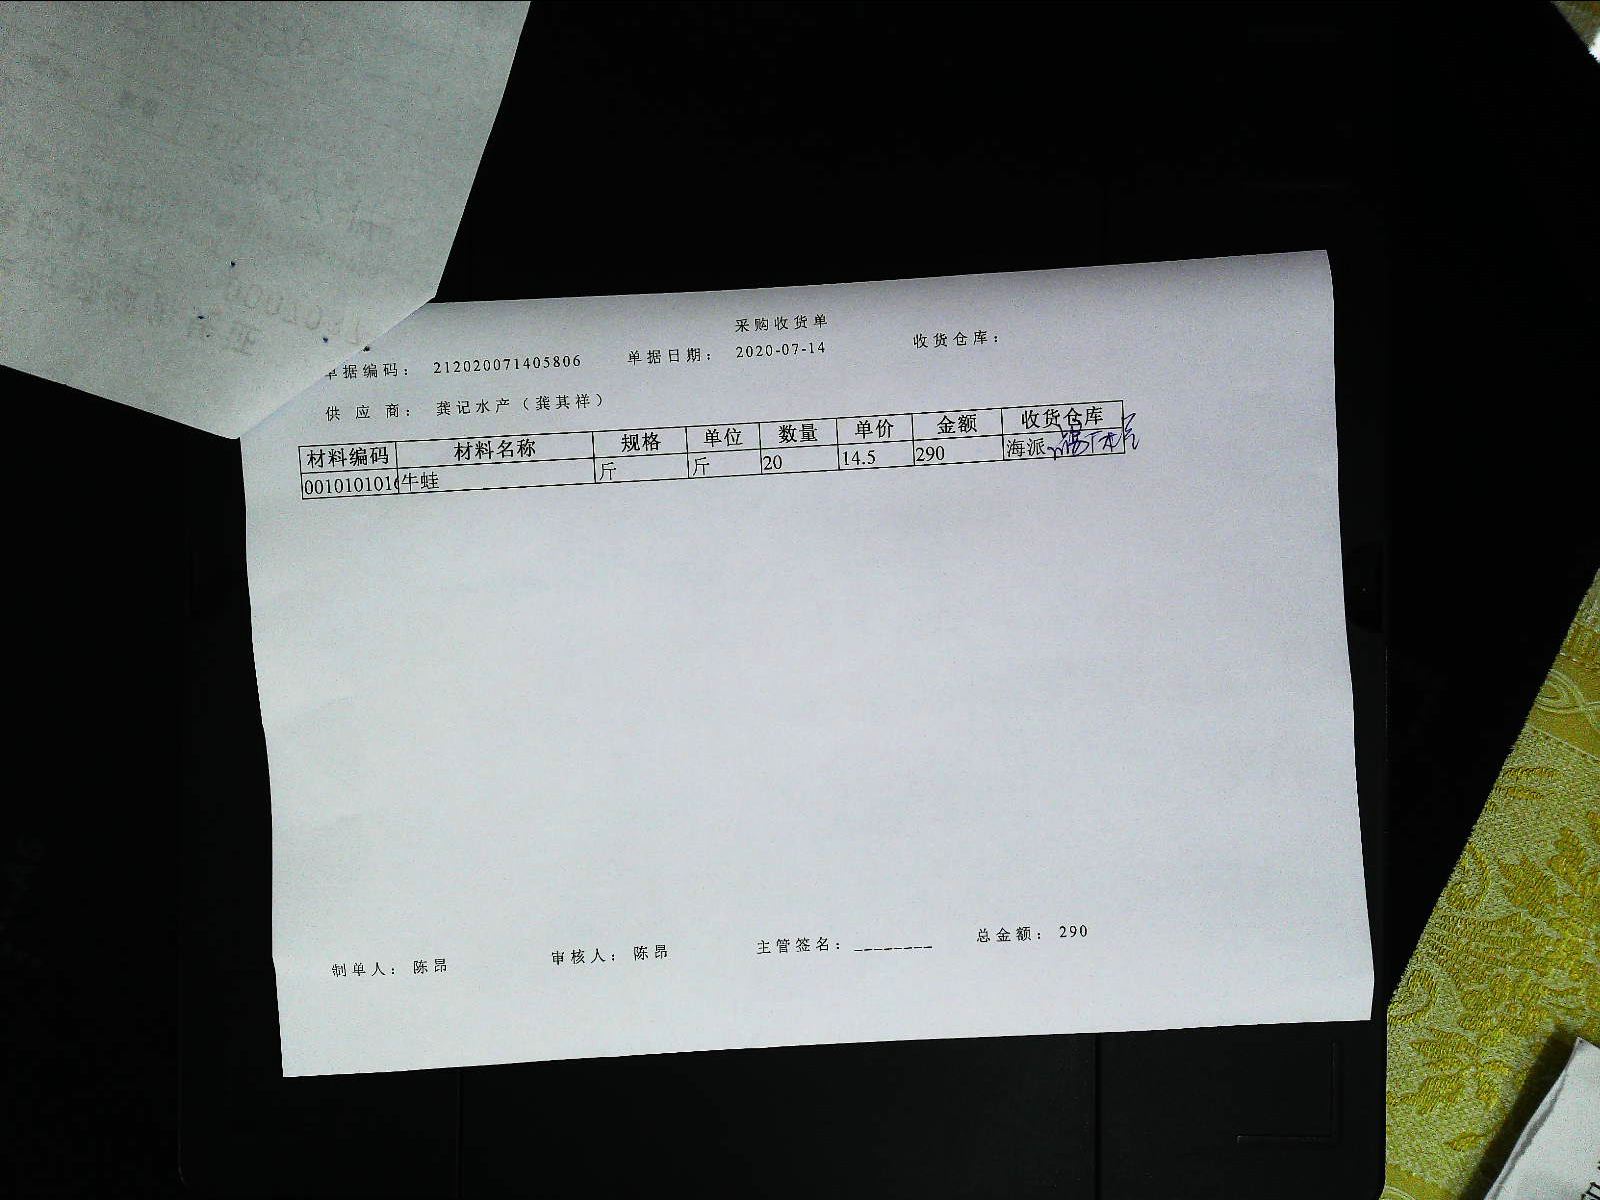 采购收货单
单据编码： 212020071405806 单据日期： 2020-07-14 收货仓库：
供 应 商： 龚记水产（龚其样）
材料编码 材料名称 规格 单位 数量 单价 金额 收货仓库
001010101 牛蛙 斤 斤 20 14.5 290 海派
制单人： 陈昂 审核人： 陈昂 主管签名： ________ 总金额： 290